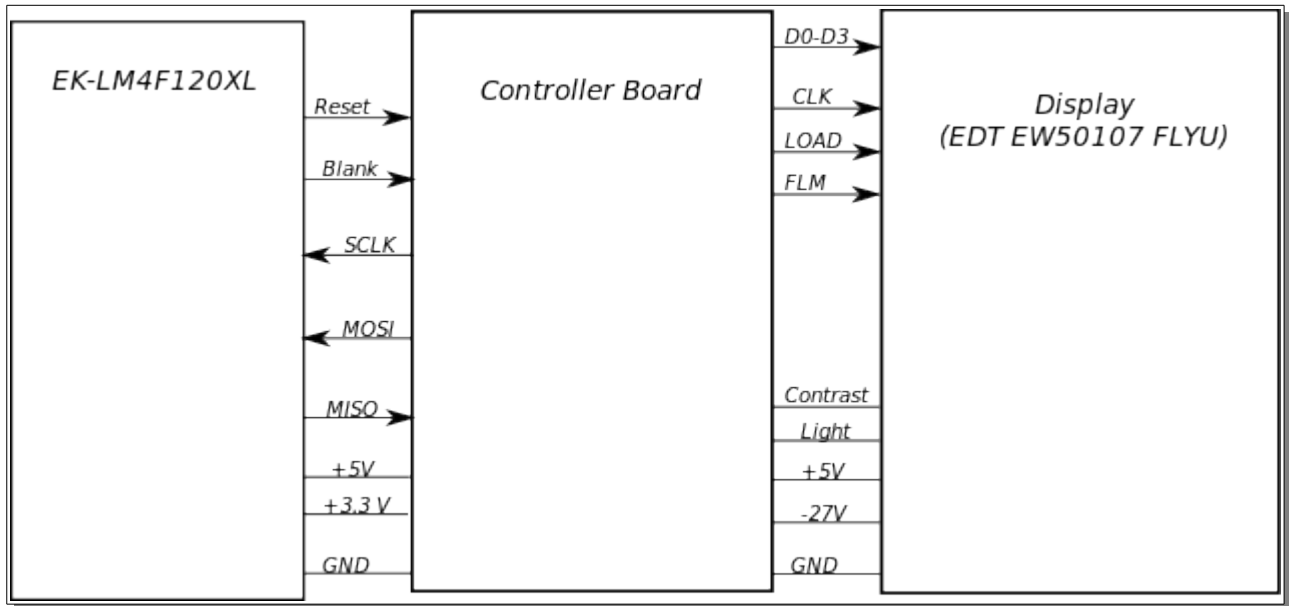 EK-LM4F120XL
Reset
Blank
SCLK
MOSI
MISO
+5V
+3.3 V
GND
Controller Board
D0-D3
CLK
LOAD
FLM
Contrast
Light
+5V
-27V
GND
Display
(EDT EW50107 FLYU)